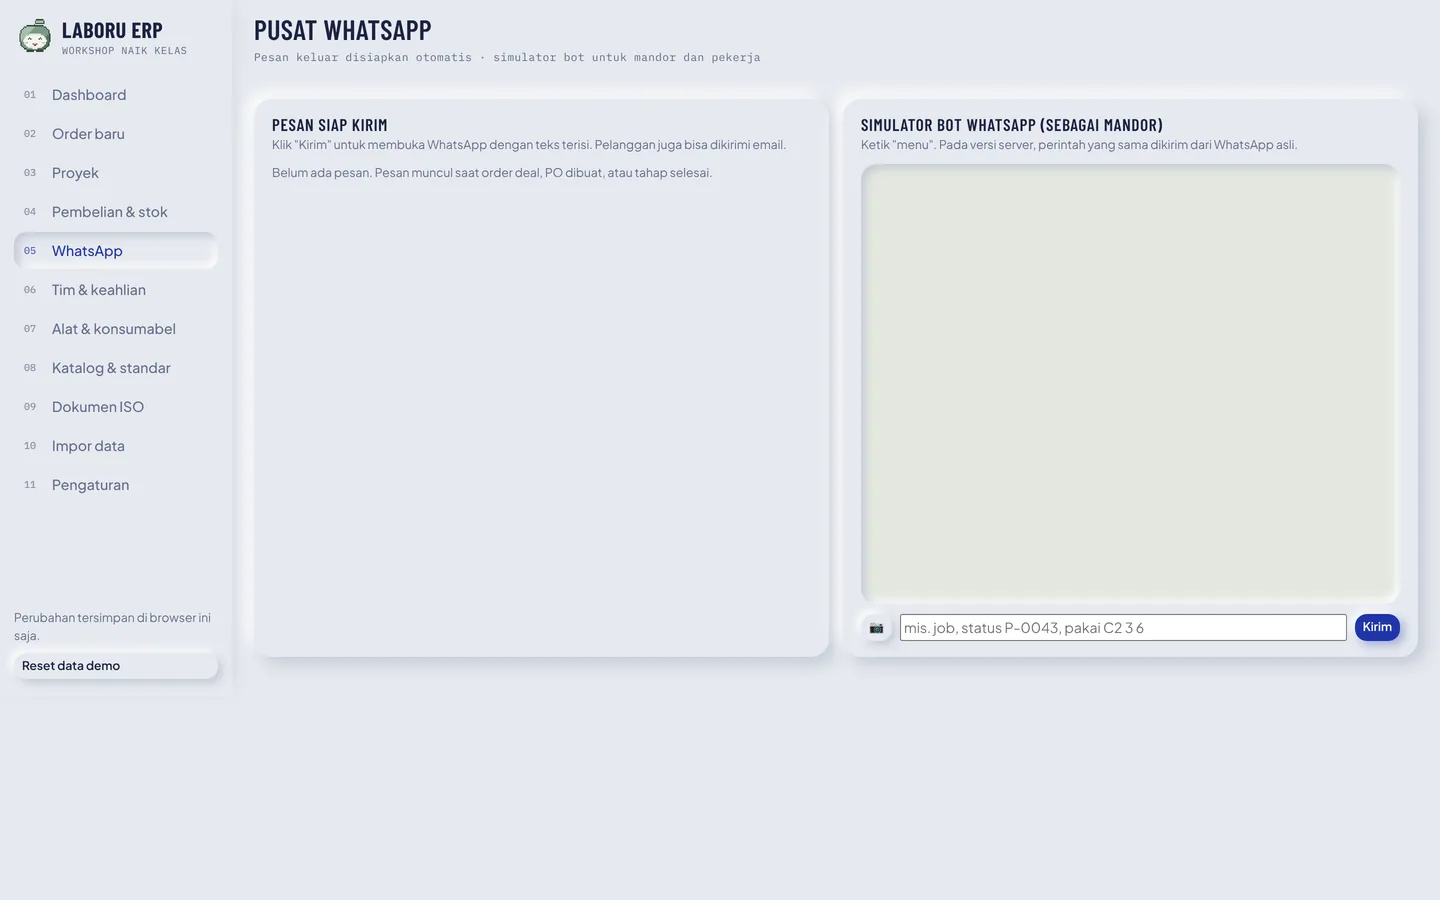 LABORU ERP
WORKSHOP NAIK KELAS
01 Dashboard
02 Order baru
03 Proyek
04 Pembelian & stok
05 WhatsApp
06 Tim & keahlian
07 Alat & konsumabel
08 Katalog & standar
09 Dokumen ISO
10 Impor data
11 Pengaturan
Perubahan tersimpan di browser ini
saja.
Reset data demo
PUSAT WHATSAPP
Pesan keluar disiapkan otomatis · simulator bot untuk mandor dan pekerja
PESAN SIAP KIRIM
Klik "Kirim" untuk membuka WhatsApp dengan teks terisi. Pelanggan juga bisa dikirimi email.
Belum ada pesan. Pesan muncul saat order deal, PO dibuat, atau tahap selesai.
SIMULATOR BOT WHATSAPP (SEBAGAI MANDOR)
Ketik "menu". Pada versi server, perintah yang sama dikirim dari WhatsApp asli.
mis. job, status P-0043, pakai C2 3 6
Kirim